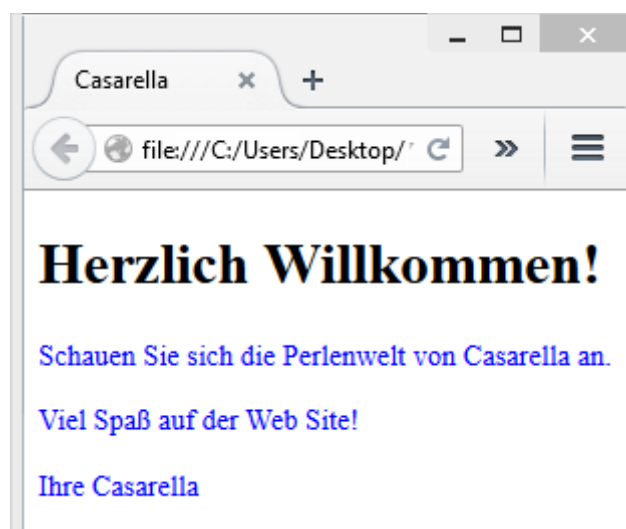 Casarella
file:///C:/Users/Desktop/
Herzlich Willkommen!
Schauen Sie sich die Perlenwelt von Casarella an.
Viel Spaß auf der Web Site!
Ihre Casarella